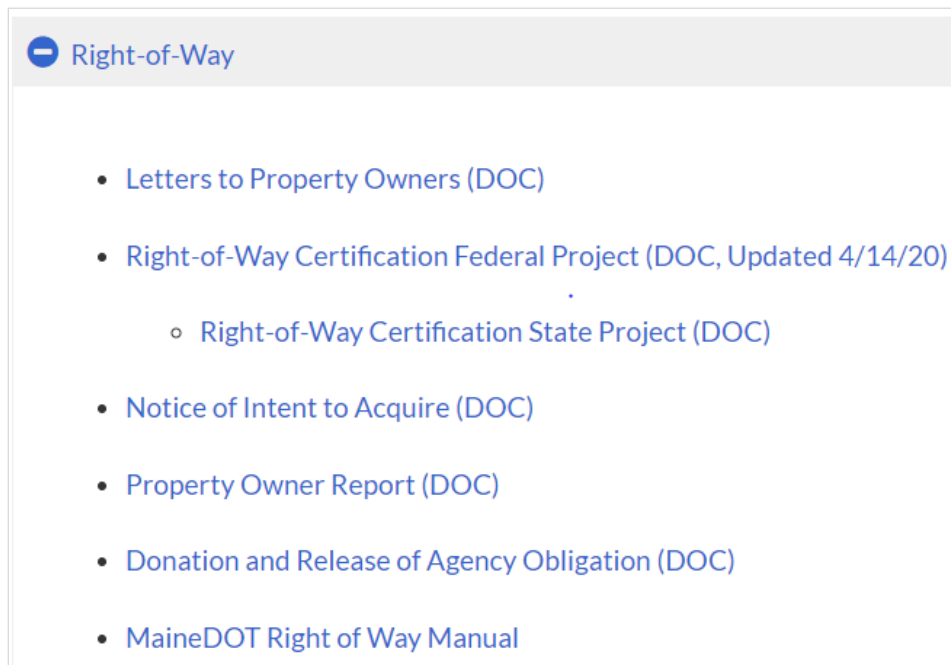 Right-of-Way
Letters to Property Owners (DOC)
Right-of-Way Certification Federal Project (DOC, Updated 4/14/20)
Right-of-Way Certification State Project (DOC)
Notice of Intent to Acquire (DOC)
Property Owner Report (DOC)
Donation and Release of Agency Obligation (DOC)
MaineDOT Right of Way Manual